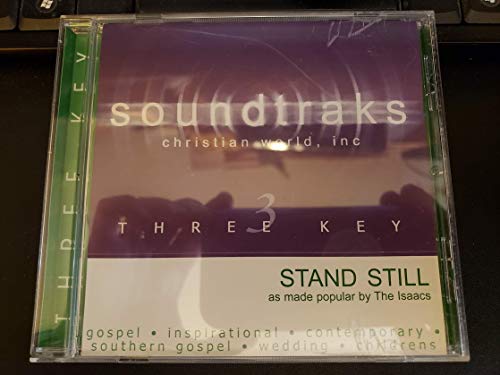 THREE KEY
soundtraks
christian world, inc
3
THREE KEY
STAND STILL
as made popular by The Isaacs
gospel • inspirational • contemporary •
southern gospel • wedding • childrens